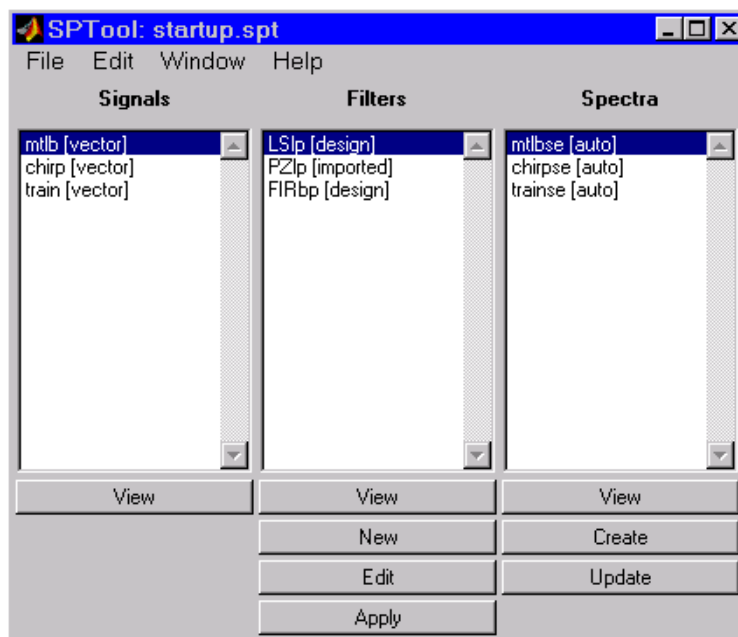 SPTool: startup.spt
File Edit Window Help
Signals Filters Spectra
mtlb [vector]
chirp [vector]
train [vector]
LSlp [design]
PZlp [imported]
FIRbp [design]
mtlbse [auto]
chirpse [auto]
trainse [auto]
View View View
New Create
Edit Update
Apply